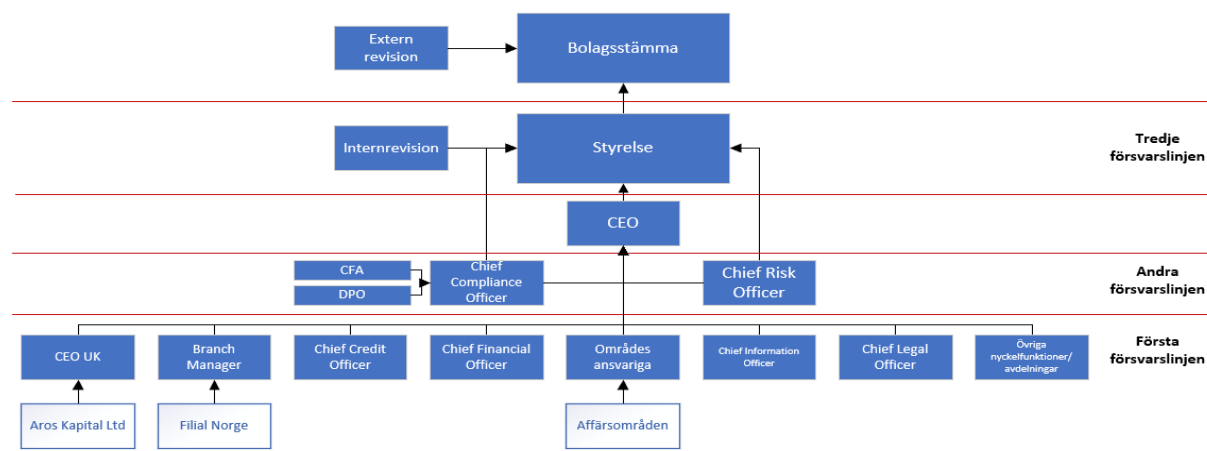 Extern
revision
Bolagsstämma
Internrevision
Styrelse
Tredje
försvarslinjen
CEO
CFA
DPO
Chief
Compliance
Officer
Chief Risk
Officer
Andra
försvarslinjen
CEO UK
Branch
Manager
Chief Credit
Officer
Chief Financial
Officer
Områdes
ansvariga
Chief Information
Officer
Chief Legal
Officer
Övriga
nyckelfunktioner/
avdelningar
Första
försvarslinjen
Aros Kapital Ltd
Filial Norge
Affärsområden